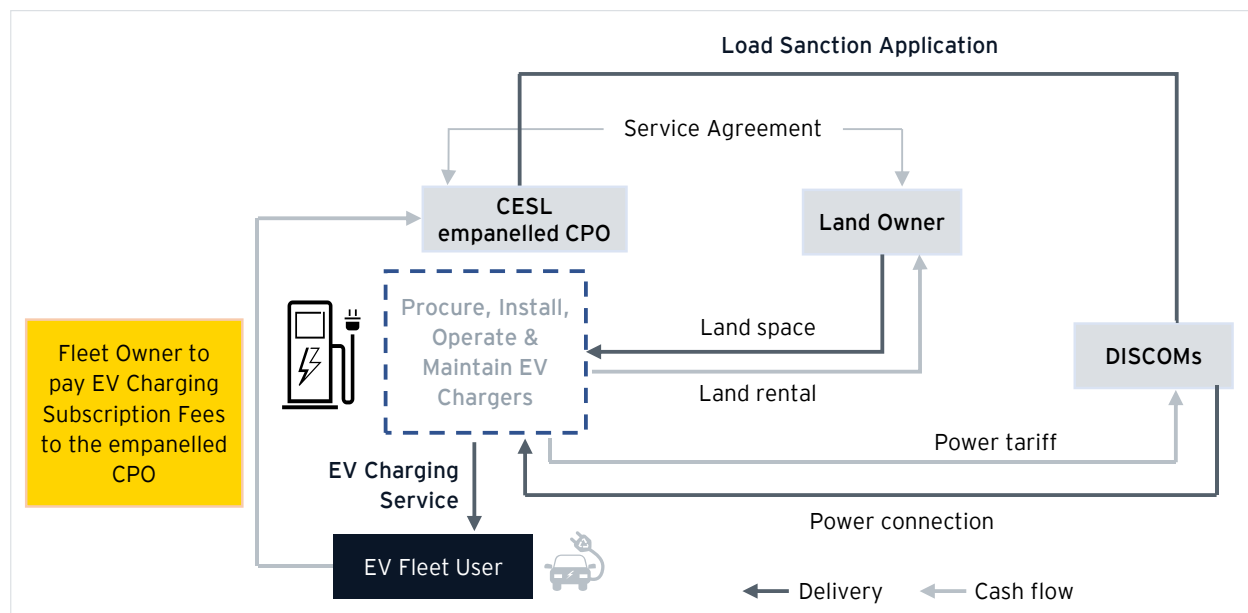 Load Sanction Application
Service Agreement
CESL
empanelled CPO
Land Owner
Procure, Install,
Operate &
Maintain EV
Chargers
Land space
Land rental
DISCOMs
Fleet Owner to
pay EV Charging
Subscription Fees
to the empanelled
CPO
Power tariff
EV Charging
Service
Power connection
EV Fleet User
Delivery
Cash flow